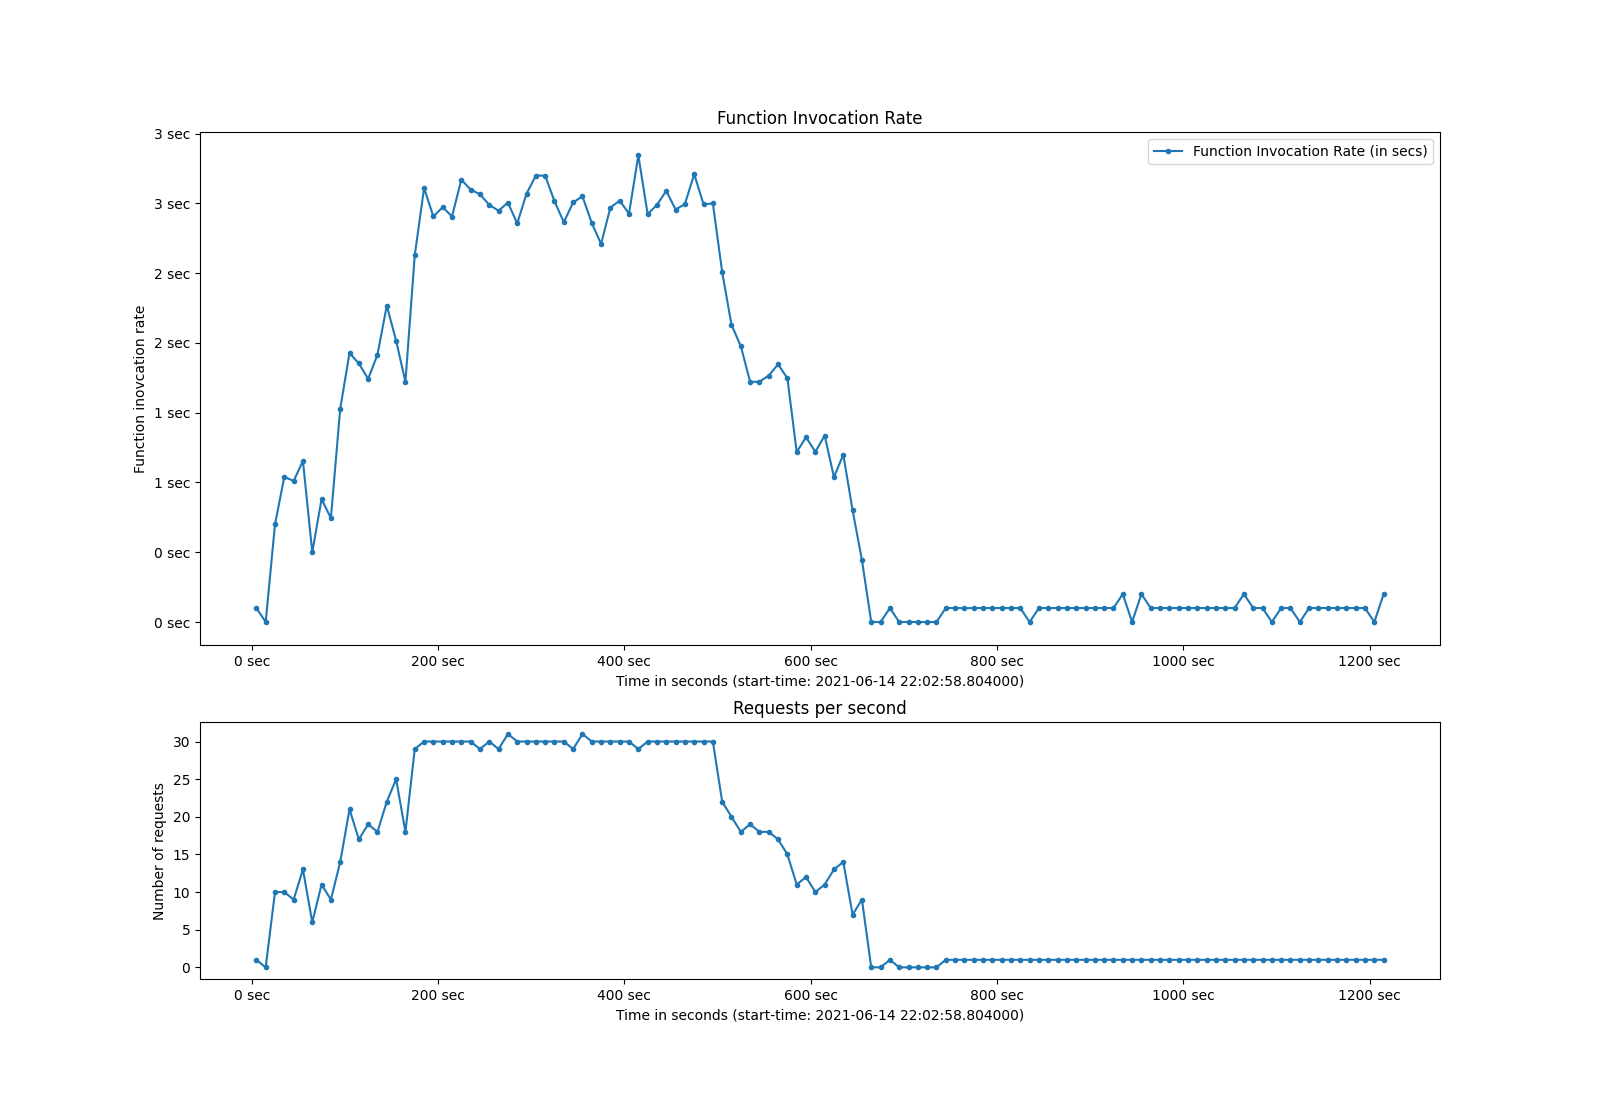 Function Invocation Rate
3 sec
3 sec
2 sec
2 sec
1 sec
1 sec
0 sec
0 sec
Function inovcation rate
Function Invocation Rate (in secs)
0 sec 200 sec 400 sec 600 sec 800 sec 1000 sec 1200 sec
Time in seconds (start-time: 2021-06-14 22:02:58.804000)
Requests per second
30
25
20
15
10
5
0
Number of requests
0 sec 200 sec 400 sec 600 sec 800 sec 1000 sec 1200 sec
Time in seconds (start-time: 2021-06-14 22:02:58.804000)